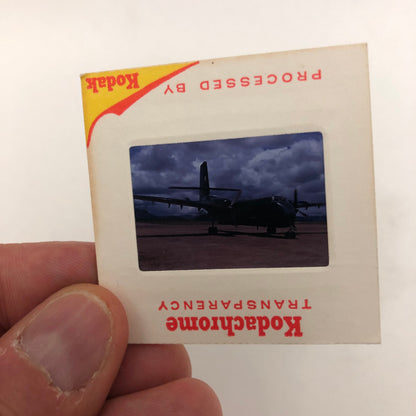 Kodachrome
TRANSPARENCY
PROCESSED BY
Kodak